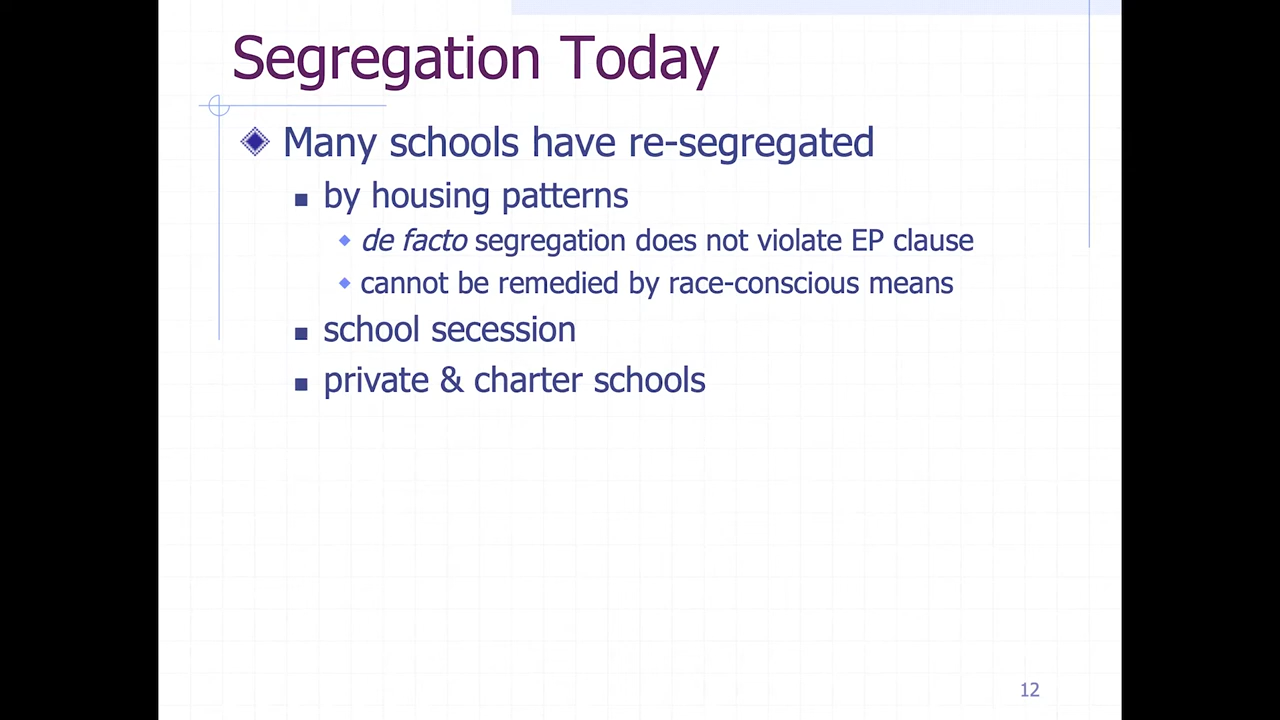 Segregation Today
Many schools have re-segregated
by housing patterns
de facto segregation does not violate EP clause
cannot be remedied by race-conscious means
school secession
private & charter schools
12